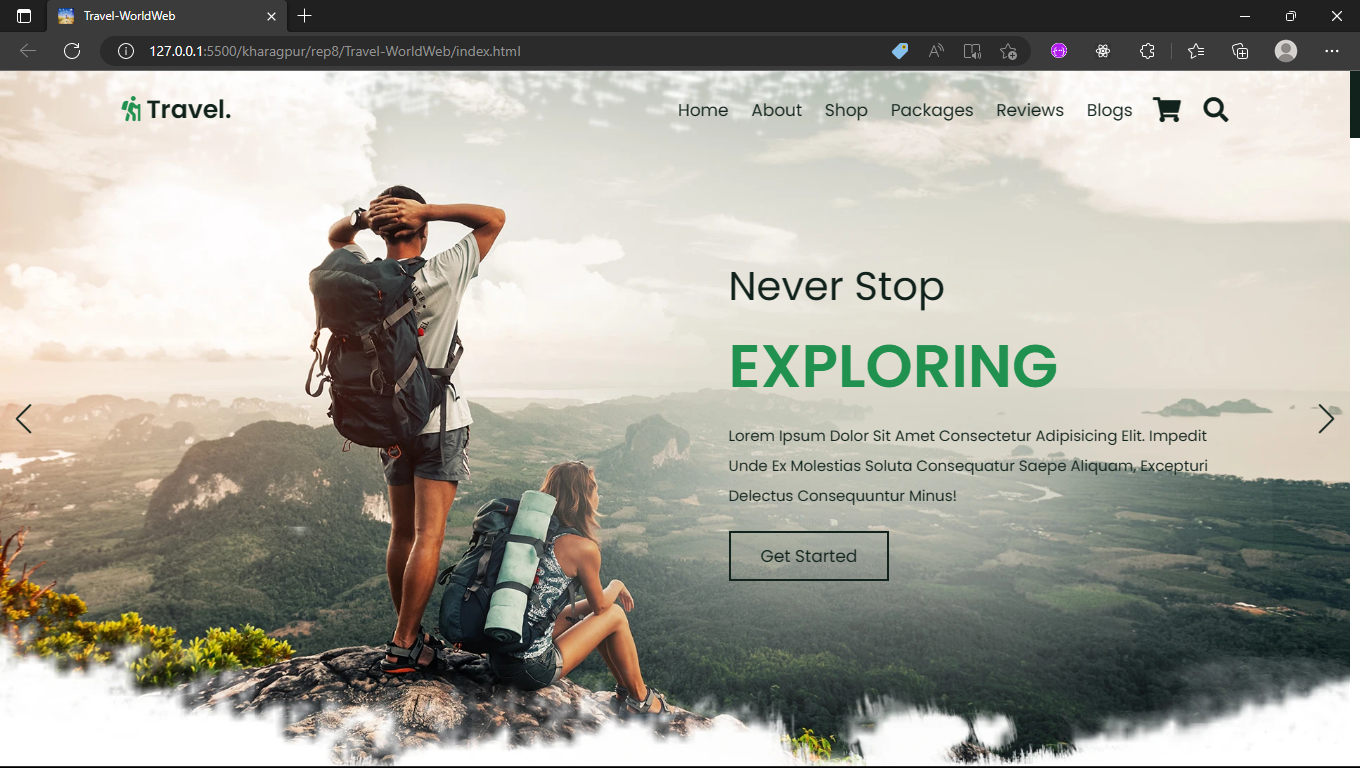 Travel-WorldWeb
127.0.0.1:5500/kharagpur/rep8/Travel-WorldWeb/index.html
Travel.
Home About Shop Packages Reviews Blogs
Never Stop
EXPLORING
Lorem Ipsum Dolor Sit Amet Consectetur Adipisicing Elit. Impedit
Unde Ex Molestias Soluta Consequatur Saepe Aliquam, Excepturi
Delectus Consequuntur Minus!
Get Started